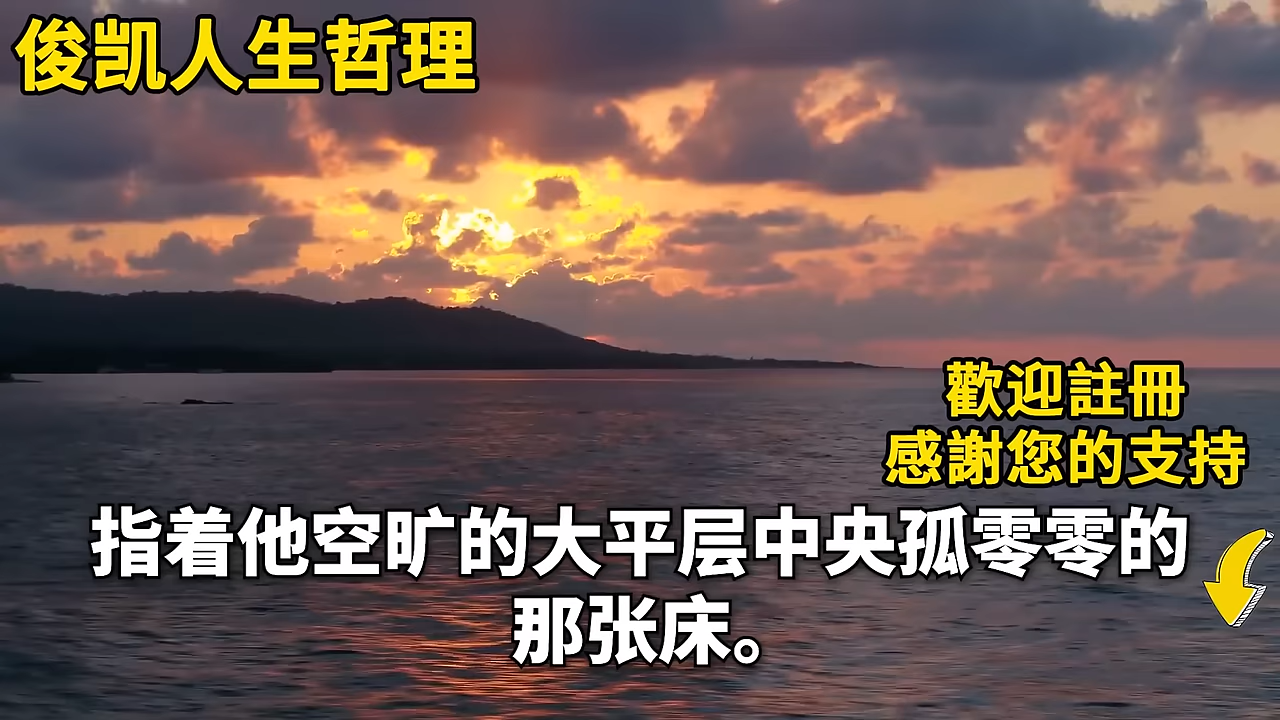 俊凯人生哲理
歡迎註冊
感謝您的支持
指着他空旷的大平层中央孤零零的
那张床。